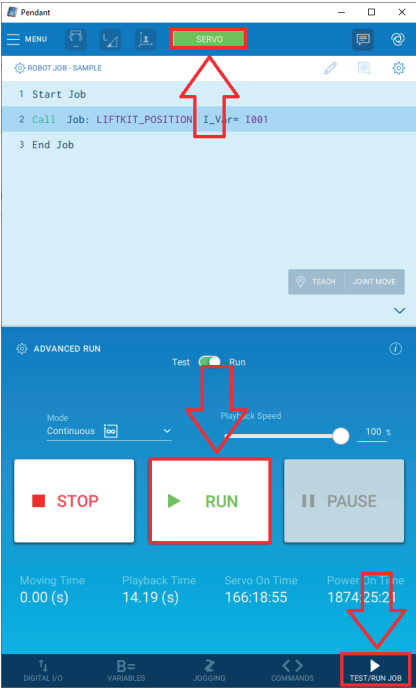 Pendant
MENU
SERVO
ROBOT JOB - SAMPLE
1 Start Job
2 Call Job: LIFTKIT_POSITION I_Var= I001
3 End Job
TEACH JOINT MOVE
ADVANCED RUN
Test Run
Mode
Continuous
Playback Speed
100 %
STOP
RUN
PAUSE
Moving Time Playback Time Servo On Time Power On Time
0.00 (s) 14.19 (s) 166:18:55 1874:25:21
DIGITAL I/O VARIABLES JOGGING COMMANDS TEST/RUN JOB